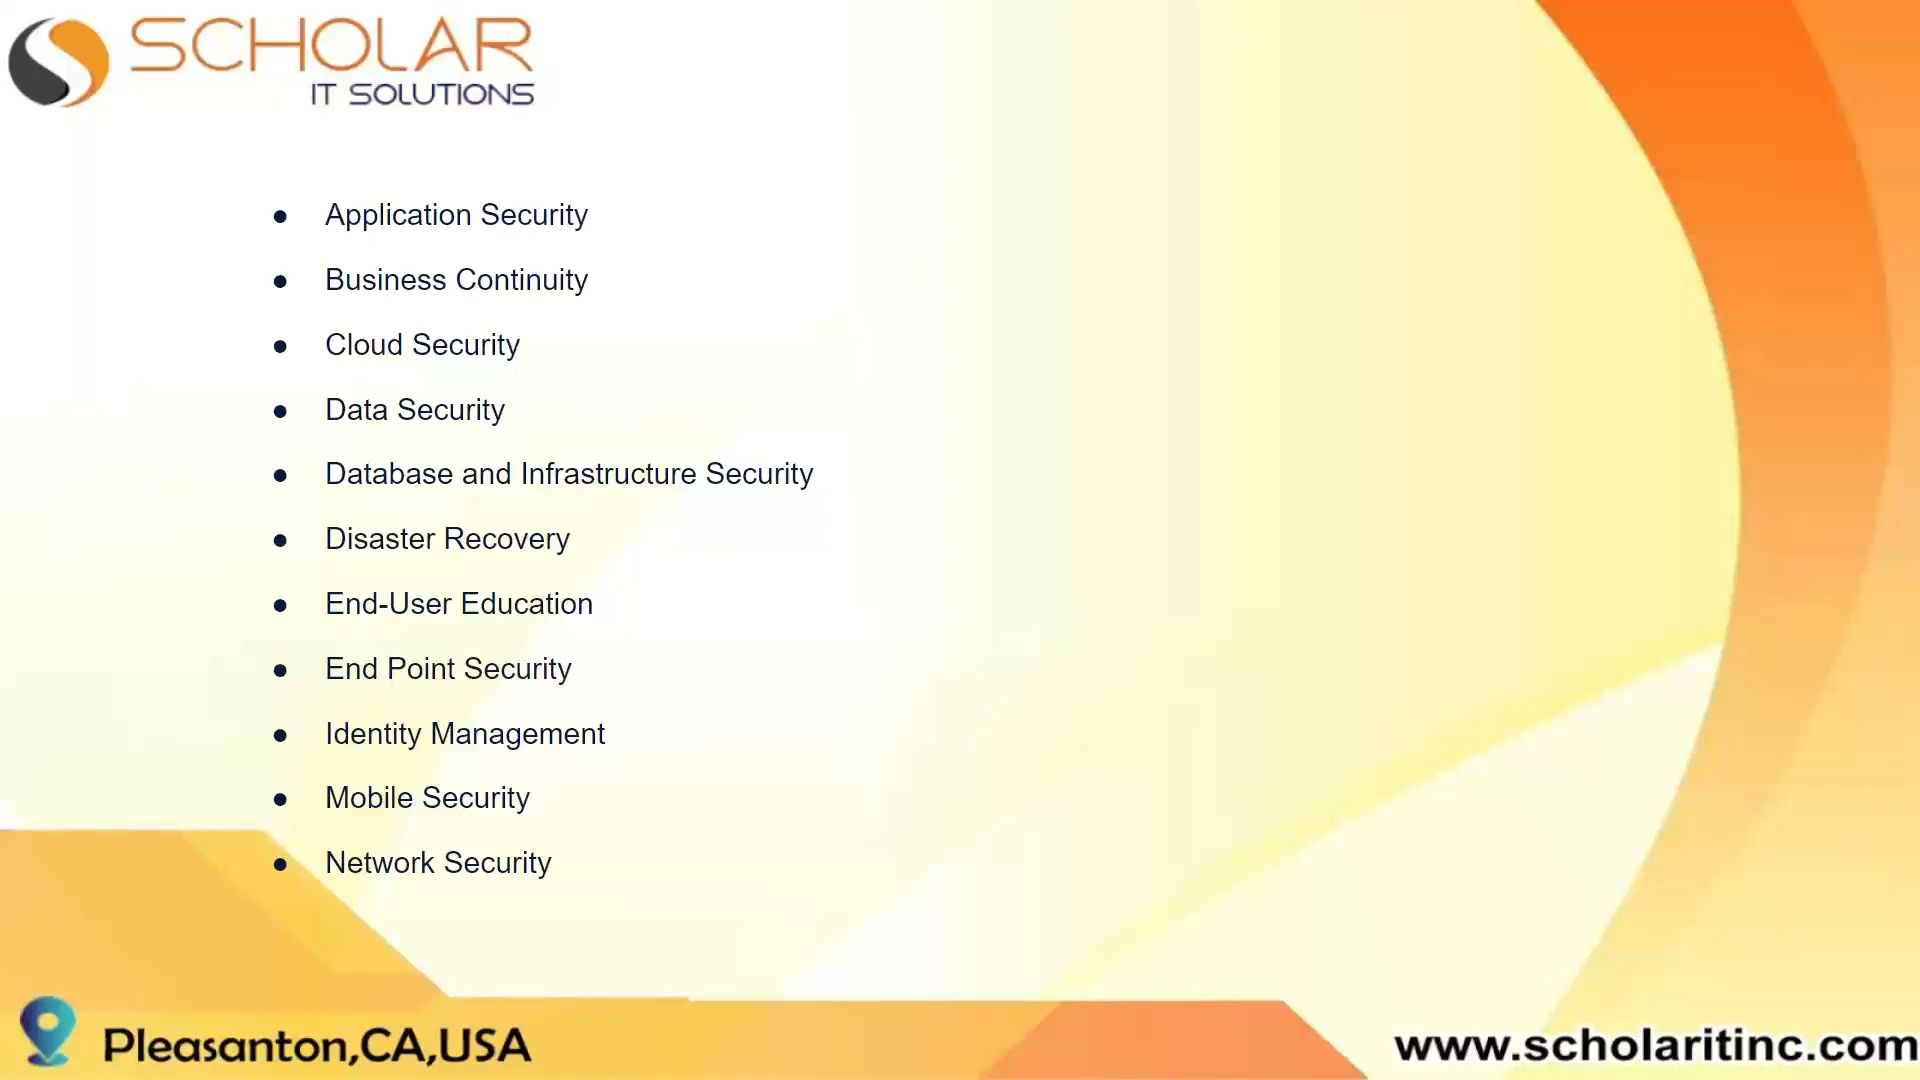 SCHOLAR
IT SOLUTIONS
● Application Security
● Business Continuity
● Cloud Security
● Data Security
● Database and Infrastructure Security
● Disaster Recovery
● End-User Education
● End Point Security
● Identity Management
● Mobile Security
● Network Security
Pleasanton,CA,USA
www.scholaritinc.com